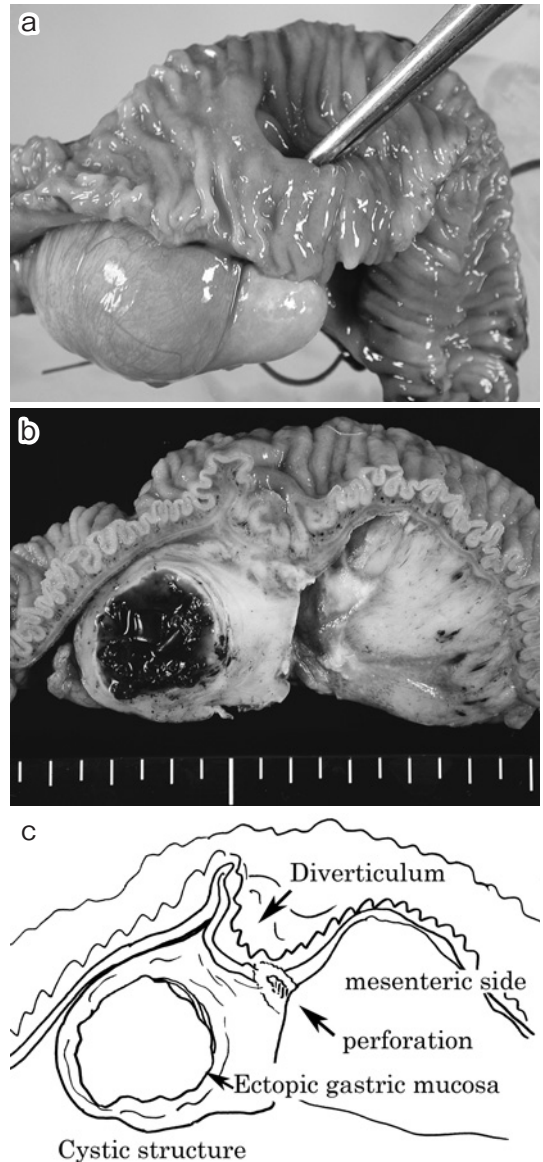 a
b
c
Diverticulum
mesenteric side
perforation
Ectopic gastric mucosa
Cystic structure